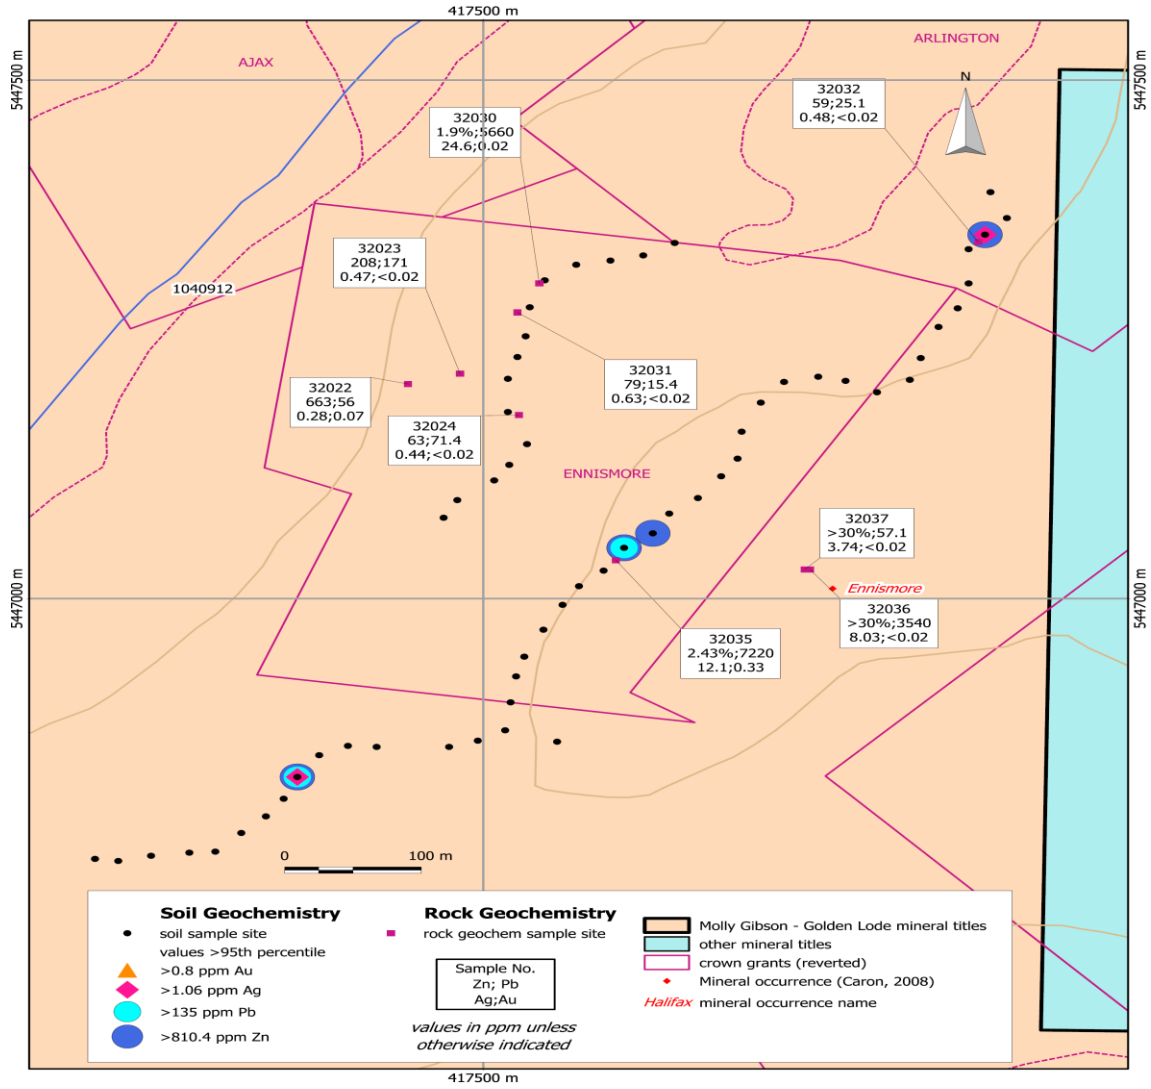 417500 m
ARLINGTON
AJAX
5447500 m
5447500 m
N
32032
59;25.1
0.48;<0.02
32030
1.9%;5660
24.6;0.02
32023
208;171
0.47;<0.02
1040912
32031
79;15.4
0.63;<0.02
32022
663;56
0.28;0.07
32024
63;71.4
0.44;<0.02
ENNISMORE
32037
>30%;57.1
3.74;<0.02
Ennismore
5447000 m
5447000 m
32036
>30%;3540
8.03;<0.02
32035
2.43%;7220
12.1;0.33
0 100 m
Soil Geochemistry
soil sample site
values >95th percentile
>0.8 ppm Au
>1.06 ppm Ag
>135 ppm Pb
>810.4 ppm Zn
Rock Geochemistry
rock geochem sample site
Sample No.
Zn; Pb
Ag;Au
values in ppm unless
otherwise indicated
Molly Gibson - Golden Lode mineral titles
other mineral titles
crown grants (reverted)
Mineral occurrence (Caron, 2008)
Halifax mineral occurrence name
417500 m